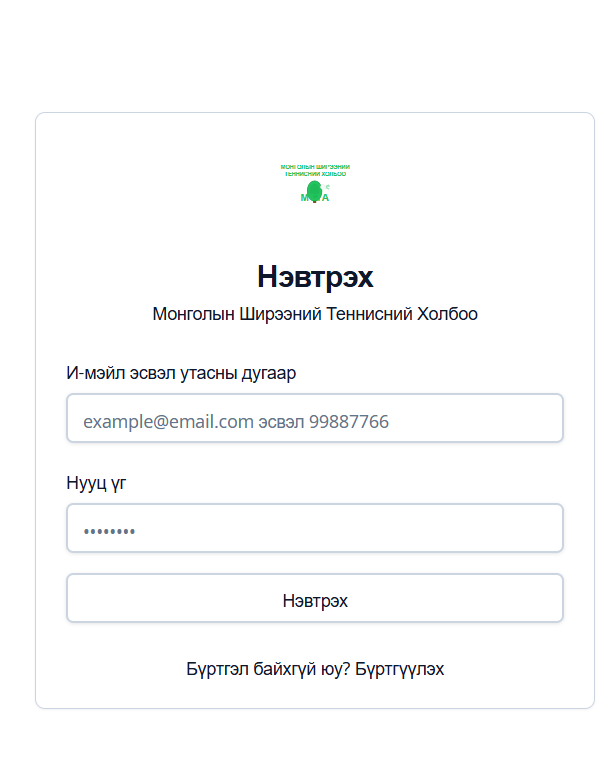 МОНГОЛЫН ШИРЭЭНИЙ
ТЕННИСНИЙ ХОЛБОО
Нэвтрэх
Монголын Ширээний Теннисний Холбоо
И-мэйл эсвэл утасны дугаар
example@email.com эсвэл 99887766
Нууц үг
••••••••
Нэвтрэх
Бүртгэл байхгүй юу? Бүртгүүлэх